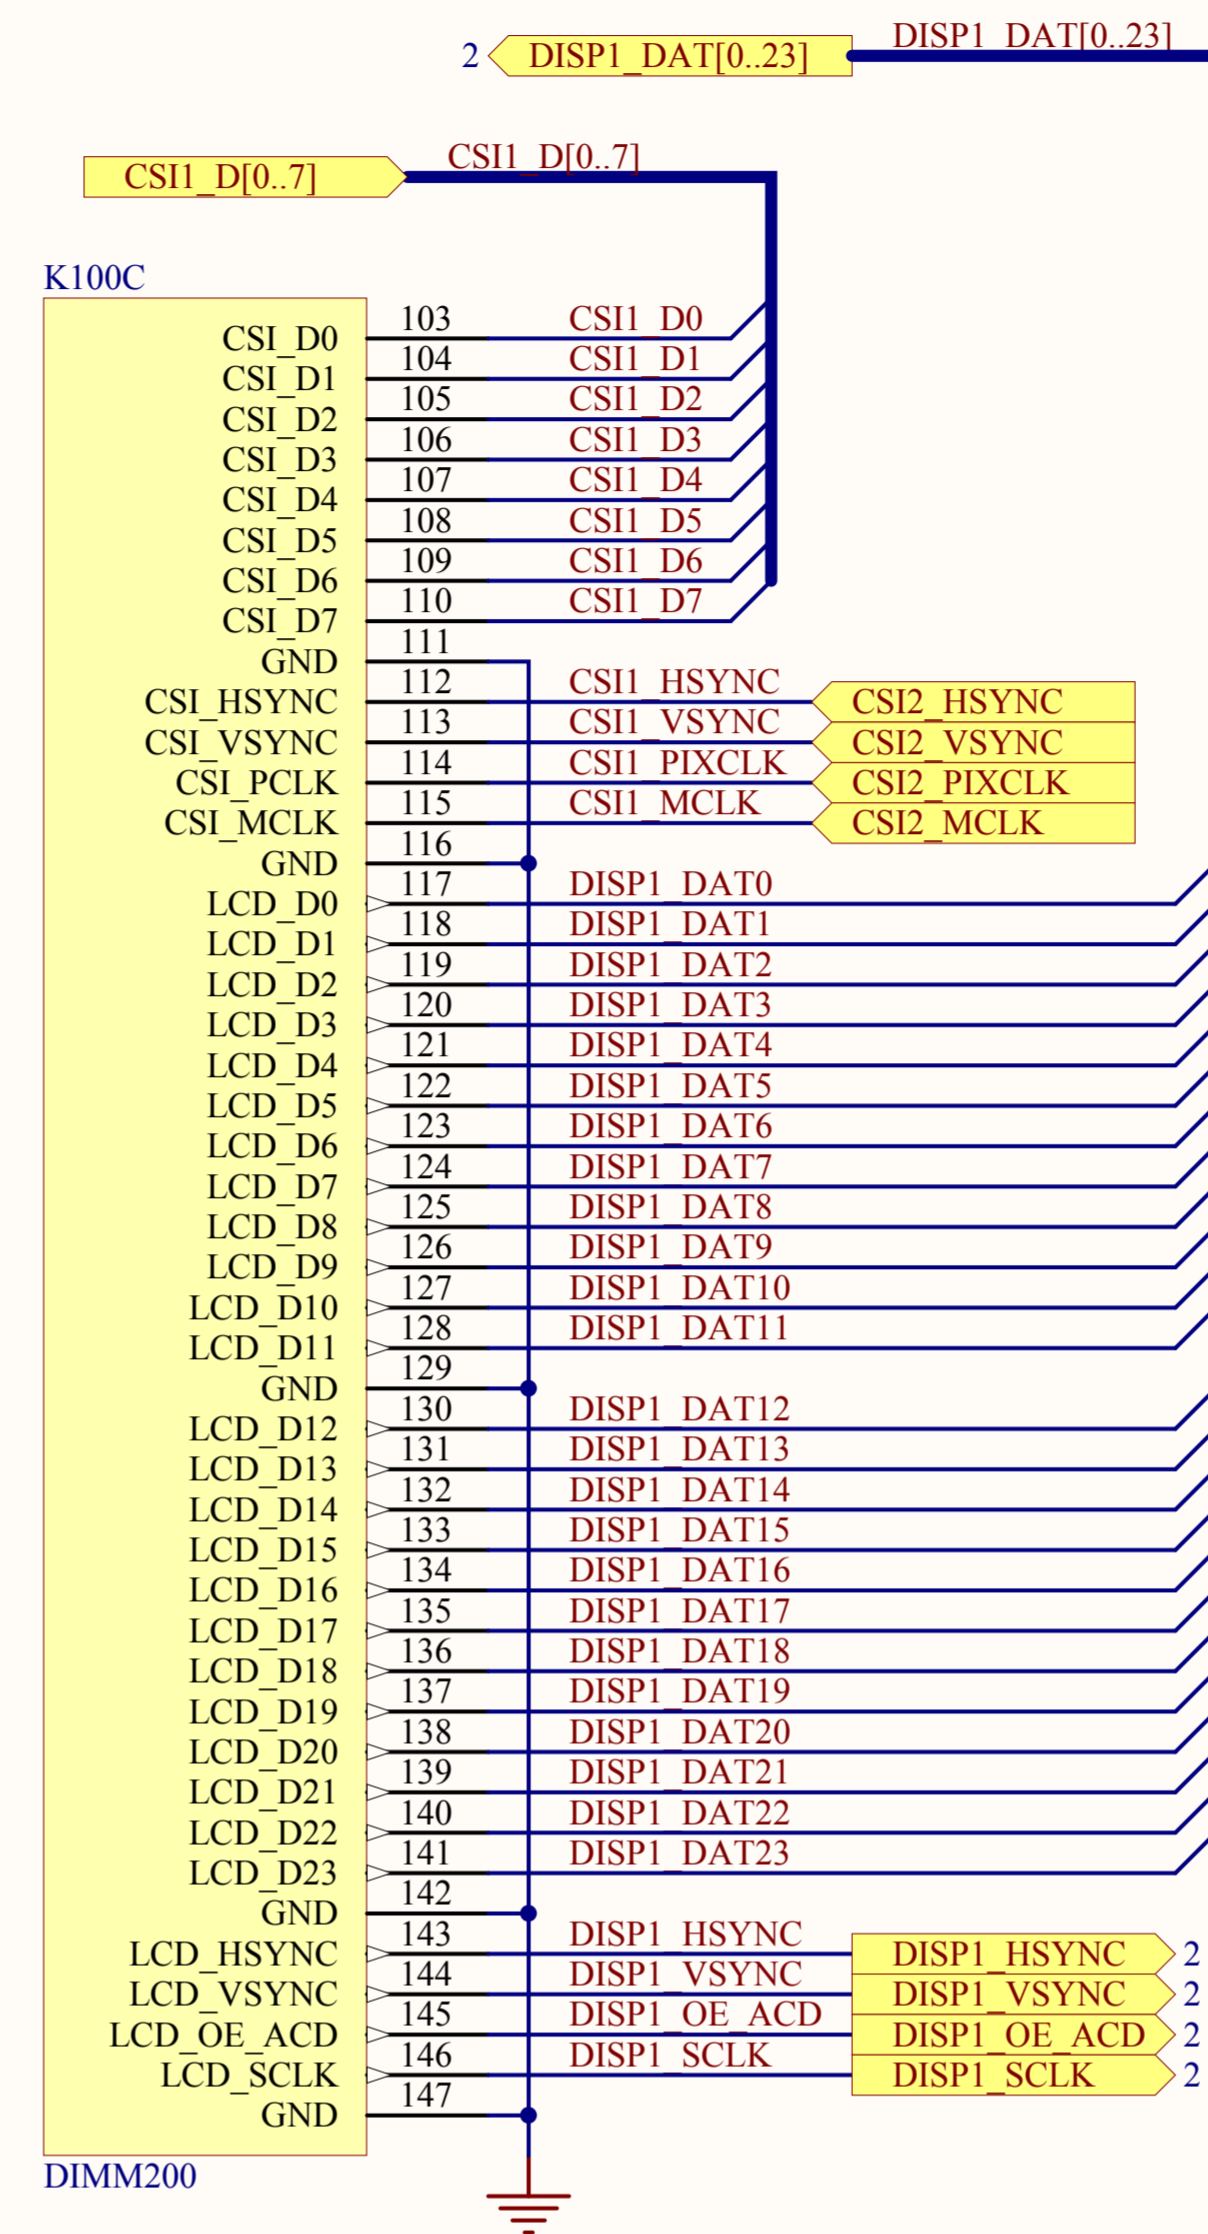 DISP1_DAT[0..23]
2 DISP1_DAT[0..23]
CSI1_D[0..7]
CSI1_D[0..7]
K100C
CSI_D0 103 CSI1_D0
CSI_D1 104 CSI1_D1
CSI_D2 105 CSI1_D2
CSI_D3 106 CSI1_D3
CSI_D4 107 CSI1_D4
CSI_D5 108 CSI1_D5
CSI_D6 109 CSI1_D6
CSI_D7 110 CSI1_D7
GND 111
CSI_HSYNC 112 CSI1_HSYNC CSI2_HSYNC
CSI_VSYNC 113 CSI1_VSYNC CSI2_VSYNC
CSI_PCLK 114 CSI1_PIXCLK CSI2_PIXCLK
CSI_MCLK 115 CSI1_MCLK CSI2_MCLK
GND 116
LCD_D0 117 DISP1_DAT0
LCD_D1 118 DISP1_DAT1
LCD_D2 119 DISP1_DAT2
LCD_D3 120 DISP1_DAT3
LCD_D4 121 DISP1_DAT4
LCD_D5 122 DISP1_DAT5
LCD_D6 123 DISP1_DAT6
LCD_D7 124 DISP1_DAT7
LCD_D8 125 DISP1_DAT8
LCD_D9 126 DISP1_DAT9
LCD_D10 127 DISP1_DAT10
LCD_D11 128 DISP1_DAT11
GND 129
LCD_D12 130 DISP1_DAT12
LCD_D13 131 DISP1_DAT13
LCD_D14 132 DISP1_DAT14
LCD_D15 133 DISP1_DAT15
LCD_D16 134 DISP1_DAT16
LCD_D17 135 DISP1_DAT17
LCD_D18 136 DISP1_DAT18
LCD_D19 137 DISP1_DAT19
LCD_D20 138 DISP1_DAT20
LCD_D21 139 DISP1_DAT21
LCD_D22 140 DISP1_DAT22
LCD_D23 141 DISP1_DAT23
GND 142
LCD_HSYNC 143 DISP1_HSYNC DISP1_HSYNC 2
LCD_VSYNC 144 DISP1_VSYNC DISP1_VSYNC 2
LCD_OE_ACD 145 DISP1_OE_ACD DISP1_OE_ACD 2
LCD_SCLK 146 DISP1_SCLK DISP1_SCLK 2
GND 147
DIMM200